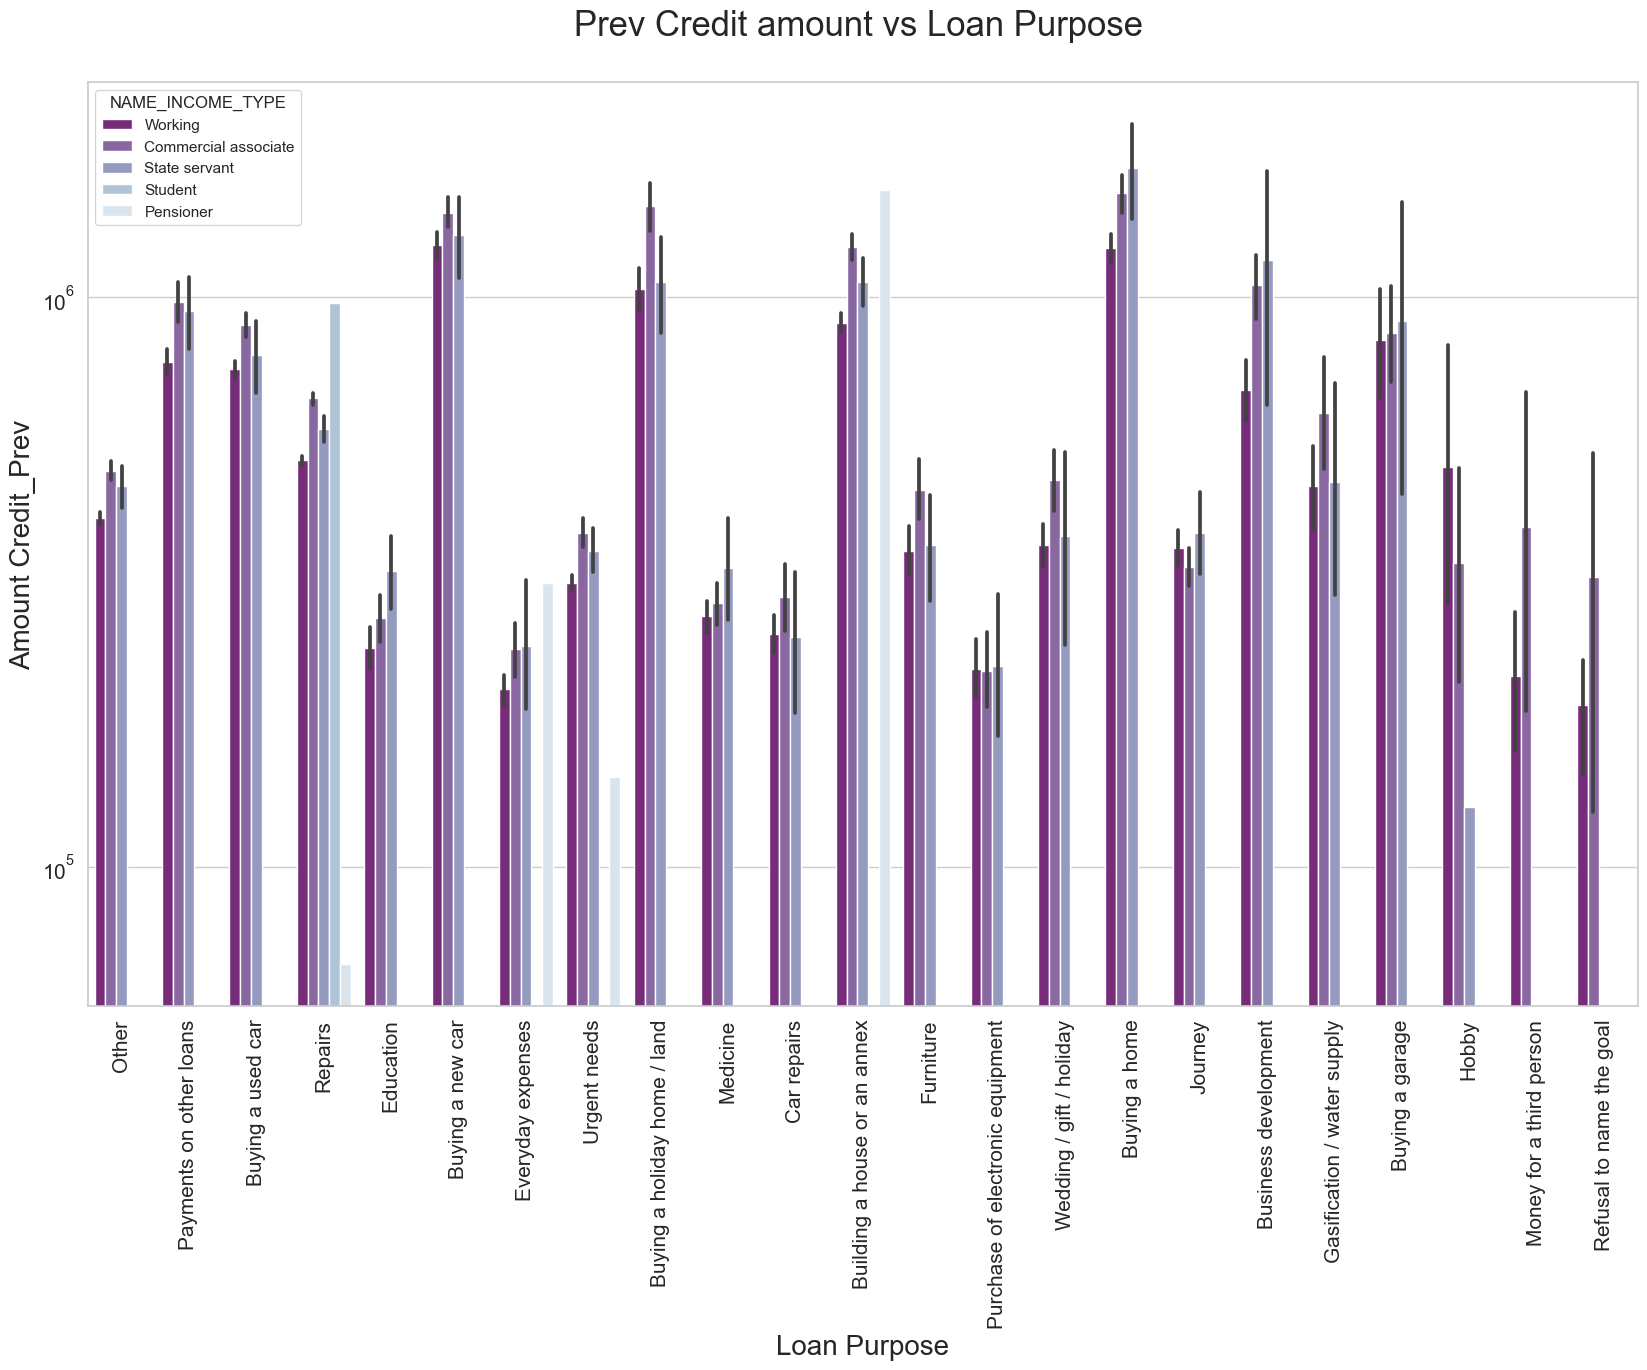 Prev Credit amount vs Loan Purpose
NAME_INCOME_TYPE
Working
Commercial associate
State servant
Student
Pensioner
Amount Credit_Prev
10^6
10^5
Other
Payments on other loans
Buying a used car
Repairs
Education
Buying a new car
Everyday expenses
Urgent needs
Buying a holiday home / land
Medicine
Car repairs
Building a house or an annex
Furniture
Purchase of electronic equipment
Wedding / gift / holiday
Buying a home
Journey
Business development
Gasification / water supply
Buying a garage
Hobby
Money for a third person
Refusal to name the goal
Loan Purpose